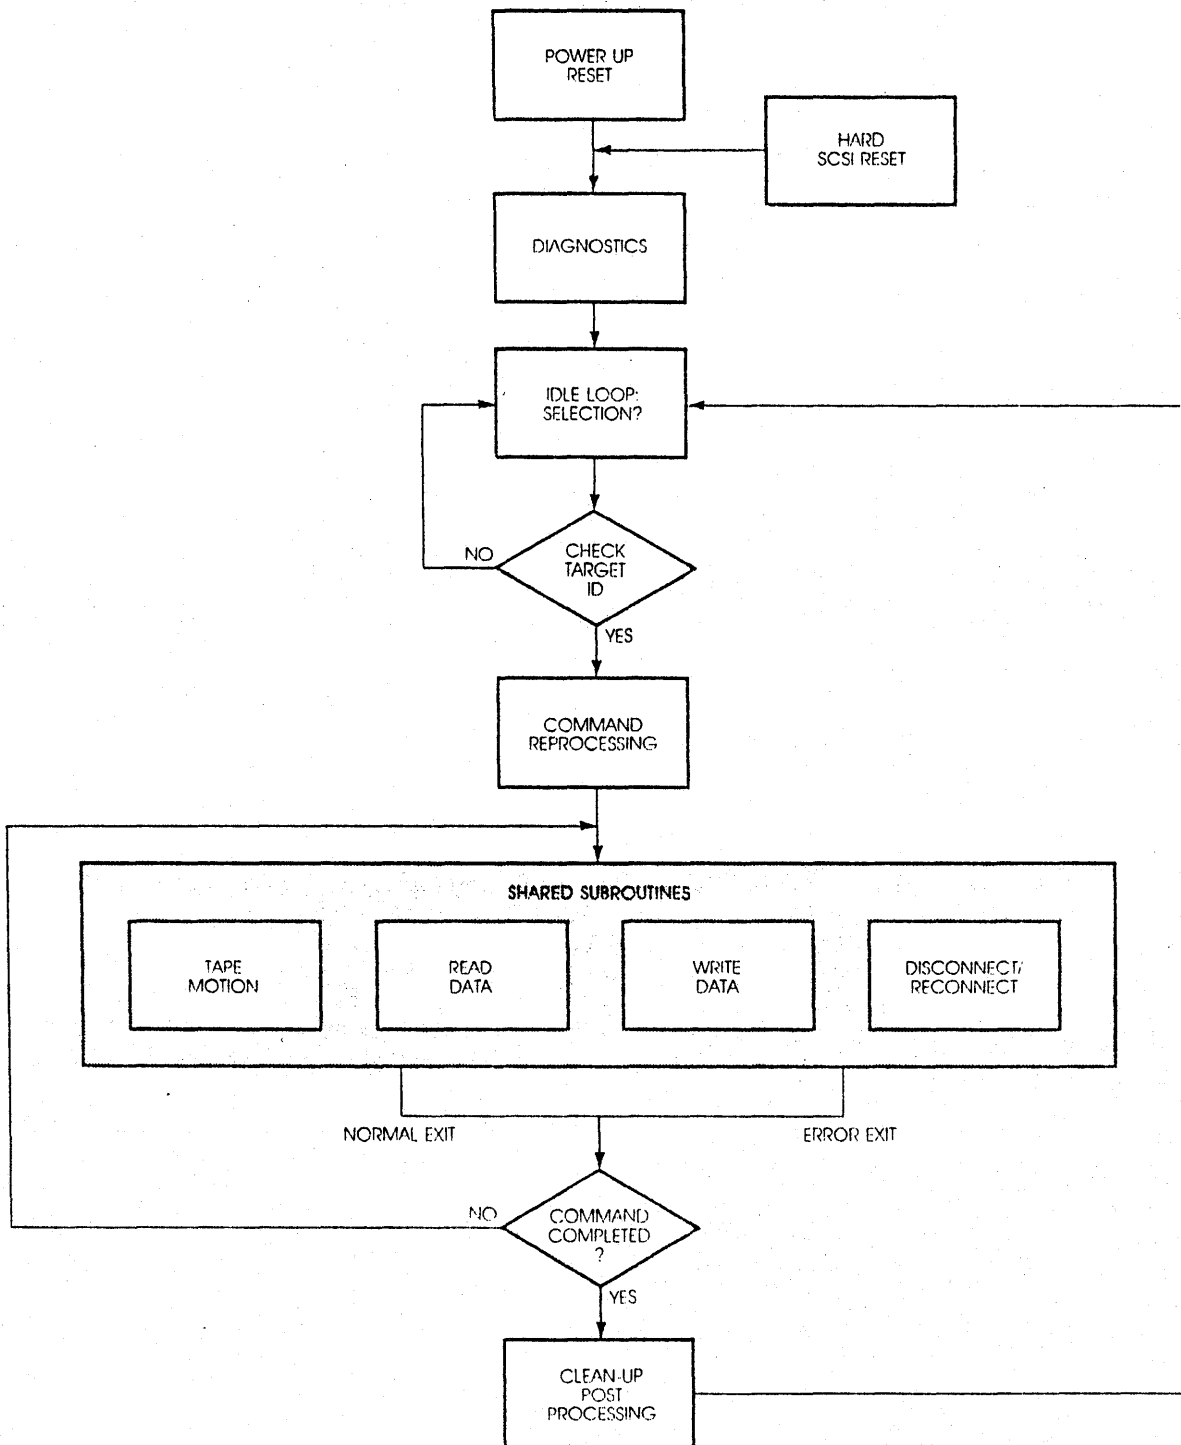 POWER UP
RESET
HARD
SCSI RESET
DIAGNOSTICS
IDLE LOOP:
SELECTION?
NO
CHECK
TARGET
ID
YES
COMMAND
REPROCESSING
SHARED SUBROUTINES
TAPE
MOTION
READ
DATA
WRITE
DATA
DISCONNECT/
RECONNECT
NORMAL EXIT
ERROR EXIT
NO
COMMAND
COMPLETED
?
YES
CLEAN-UP
POST
PROCESSING